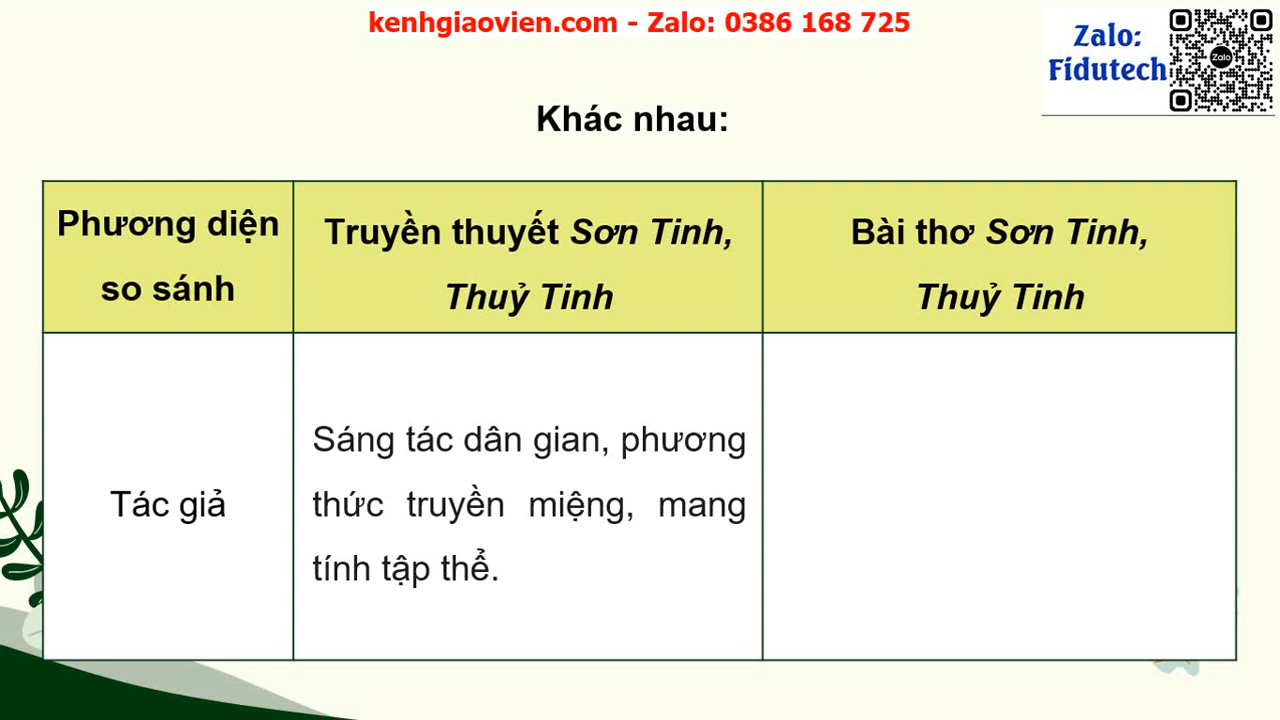 kenhgiaovien.com - Zalo: 0386 168 725
Zalo:
Fidutech
Zalo
Khác nhau:
Phương diện
so sánh
Truyền thuyết Sơn Tinh,
Thuỷ Tinh
Bài thơ Sơn Tinh,
Thuỷ Tinh
Tác giả
Sáng tác dân gian, phương
thức truyền miệng, mang
tính tập thể.